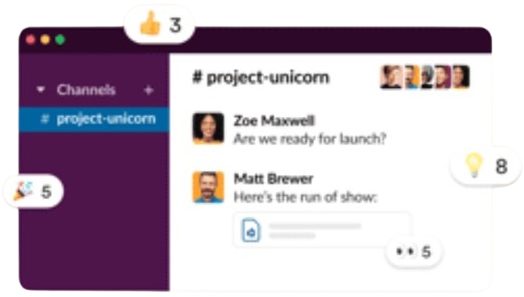 3
Channels +
# project-unicorn
# project-unicorn
Zoe Maxwell
Are we ready for launch?
Matt Brewer
Here's the run of show:
5
8
5